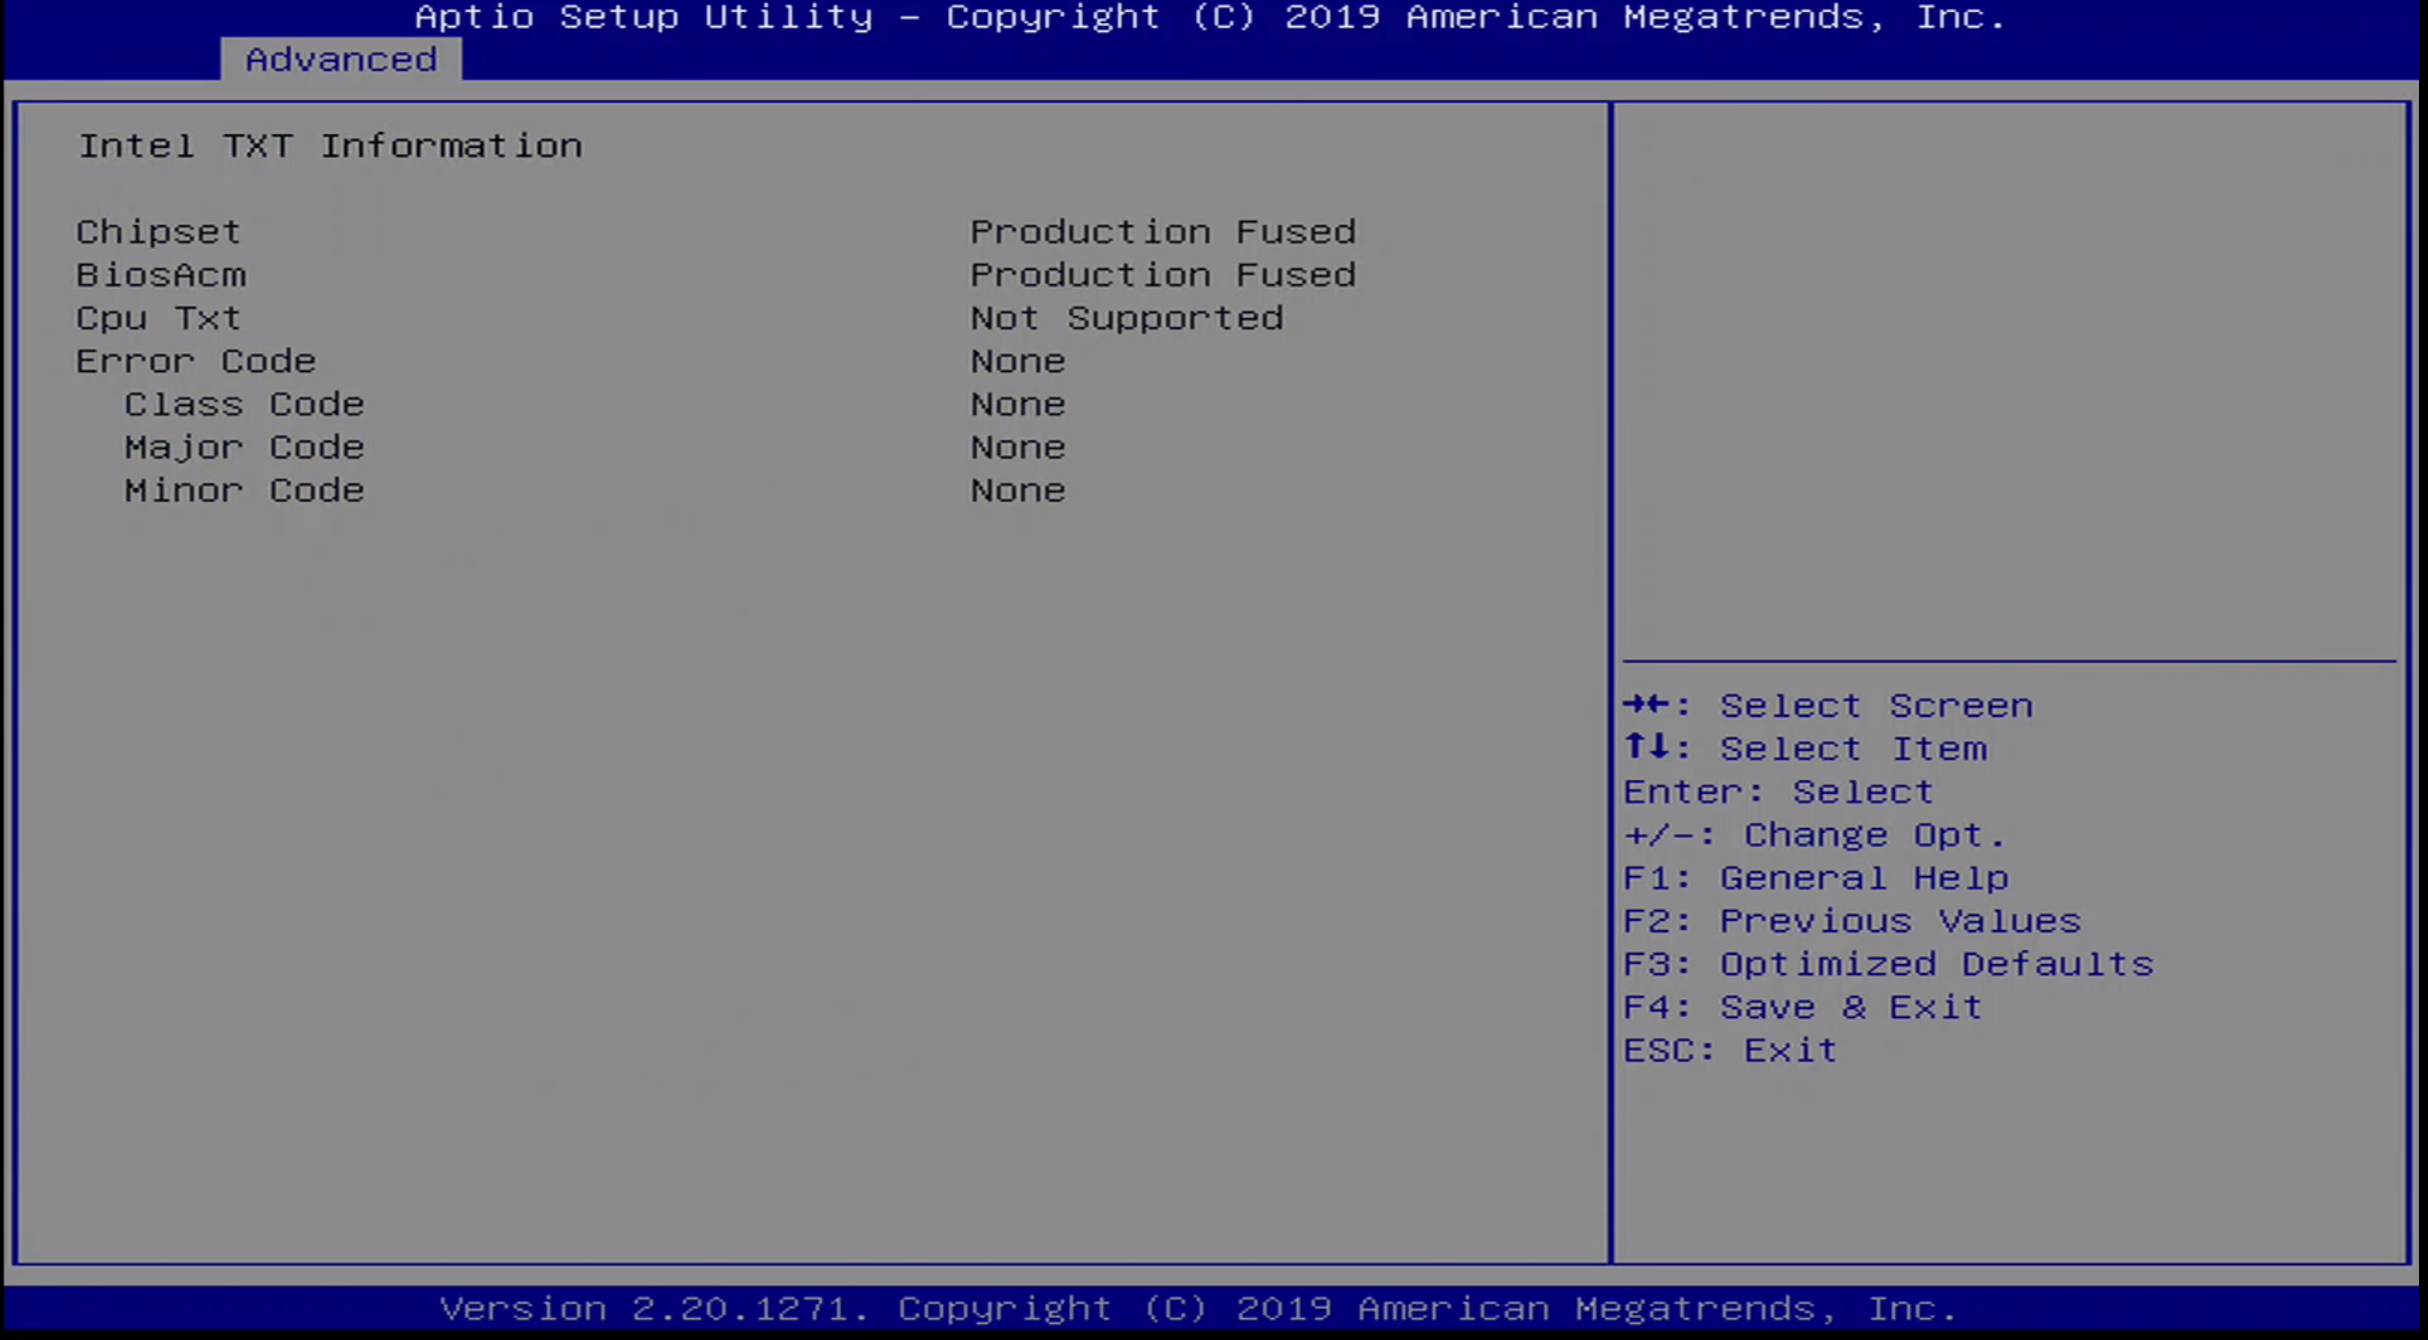 Aptio Setup Utility – Copyright (C) 2019 American Megatrends, Inc.
Advanced
Intel TXT Information
Chipset Production Fused
BiosAcm Production Fused
Cpu Txt Not Supported
Error Code None
Class Code None
Major Code None
Minor Code None
→←: Select Screen
↑↓: Select Item
Enter: Select
+/-: Change Opt.
F1: General Help
F2: Previous Values
F3: Optimized Defaults
F4: Save & Exit
ESC: Exit
Version 2.20.1271. Copyright (C) 2019 American Megatrends, Inc.